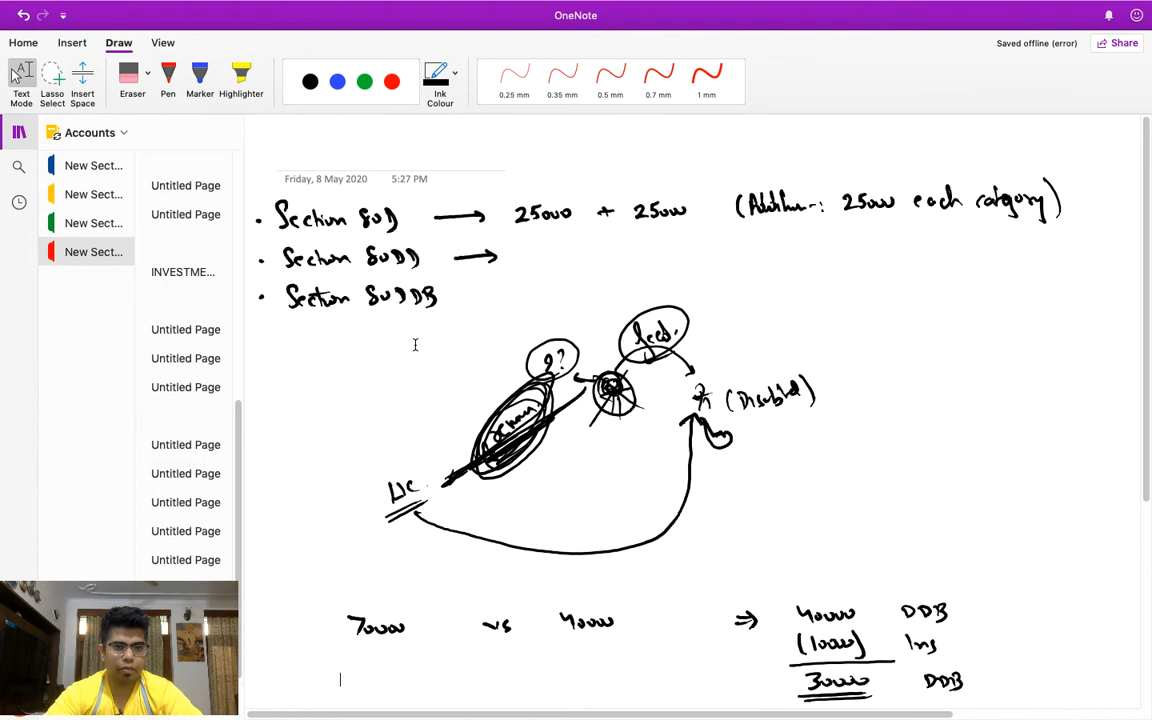 OneNote
Home Insert Draw View
Saved offline (error) Share
Text Mode
Lasso Select
Insert Space
Eraser
Pen
Marker
Highlighter
Ink Colour
0.25 mm 0.35 mm 0.5 mm 0.7 mm 1 mm
Accounts
New Sect...
New Sect...
New Sect...
New Sect...
Untitled Page
Untitled Page
INVESTME...
Untitled Page
Untitled Page
Untitled Page
Untitled Page
Untitled Page
Untitled Page
Untitled Page
Untitled Page
Friday, 8 May 2020 5:27 PM
• Section 80D → 25000 + 25000 ( : 25000 each category)
• Section 80DD →
• Section 80DDB
(Disabled)
LIC
70000 vs 40000 ⇒ 40000 DDB
(10000) Ins
30000 DDB